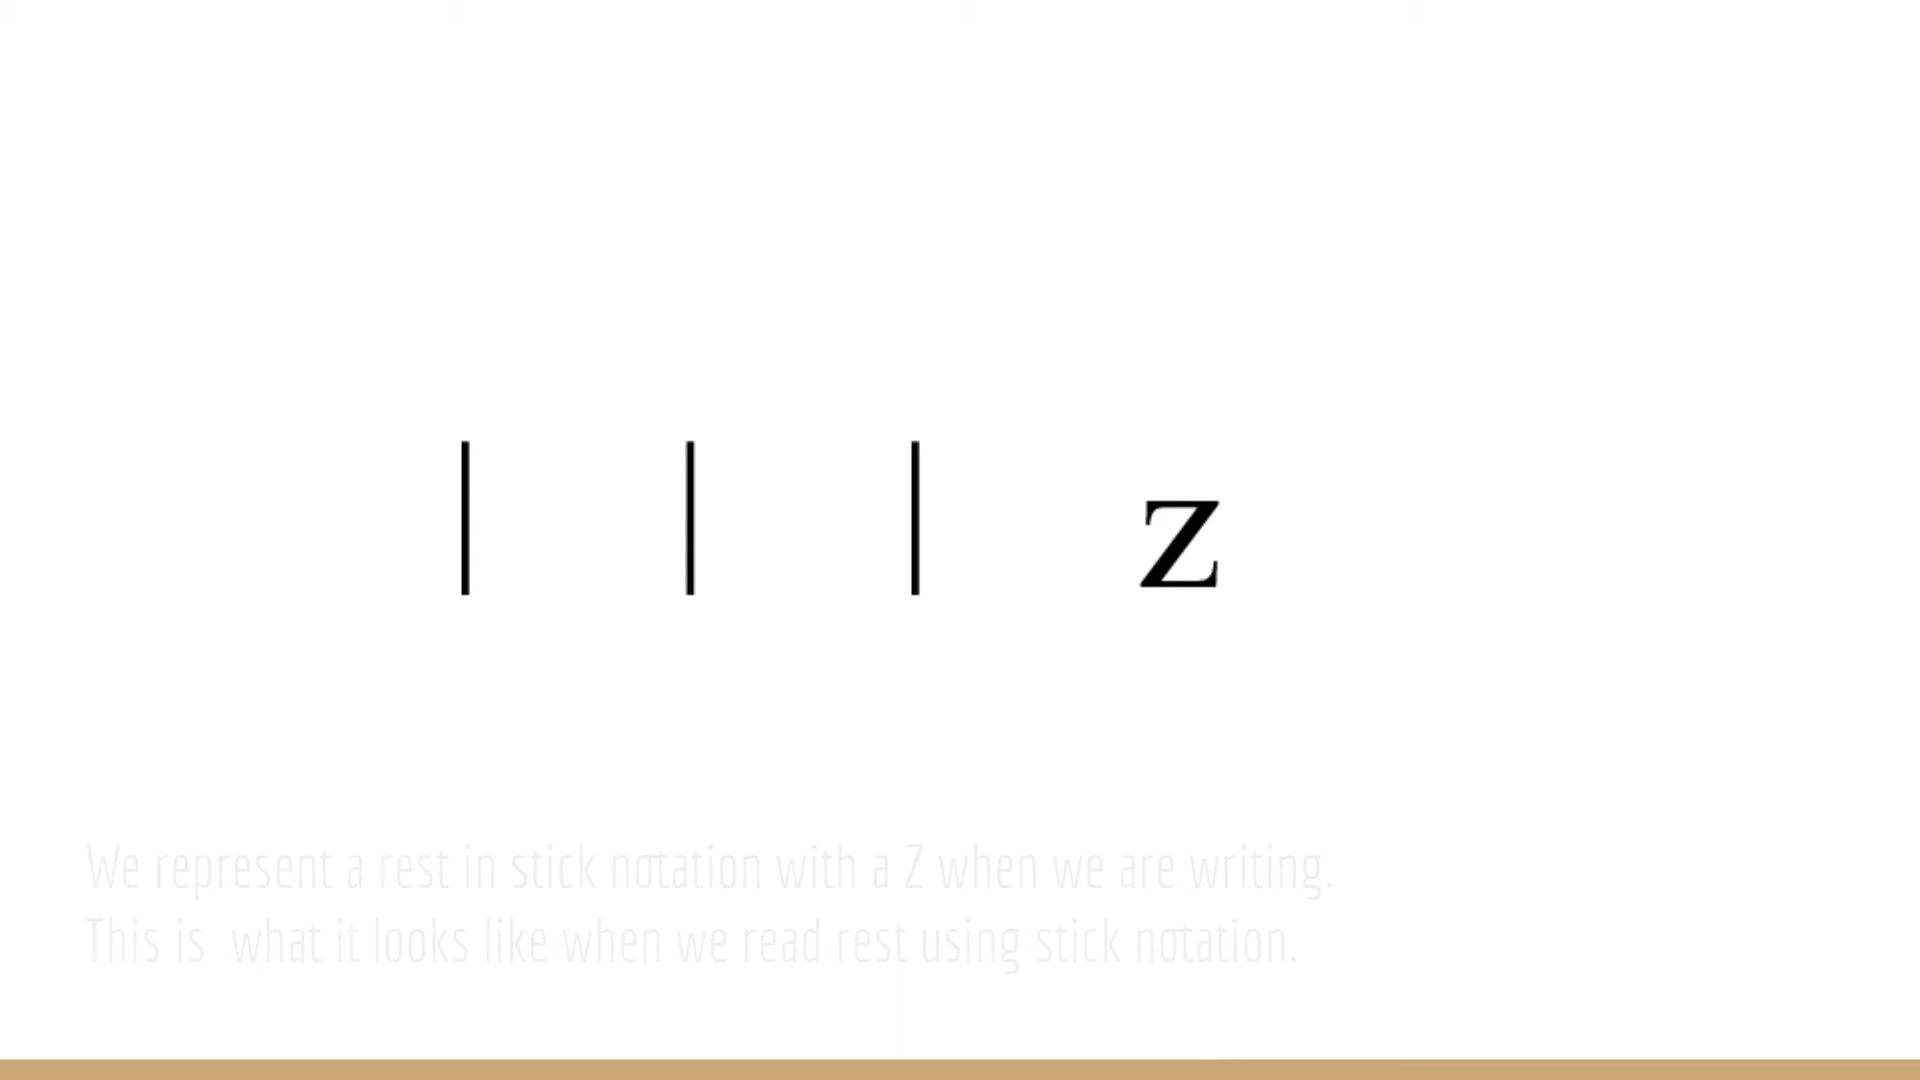 | | | z
We represent a rest in stick notation with a Z when we are writing.
This is  what it looks like when we read rest using stick notation.